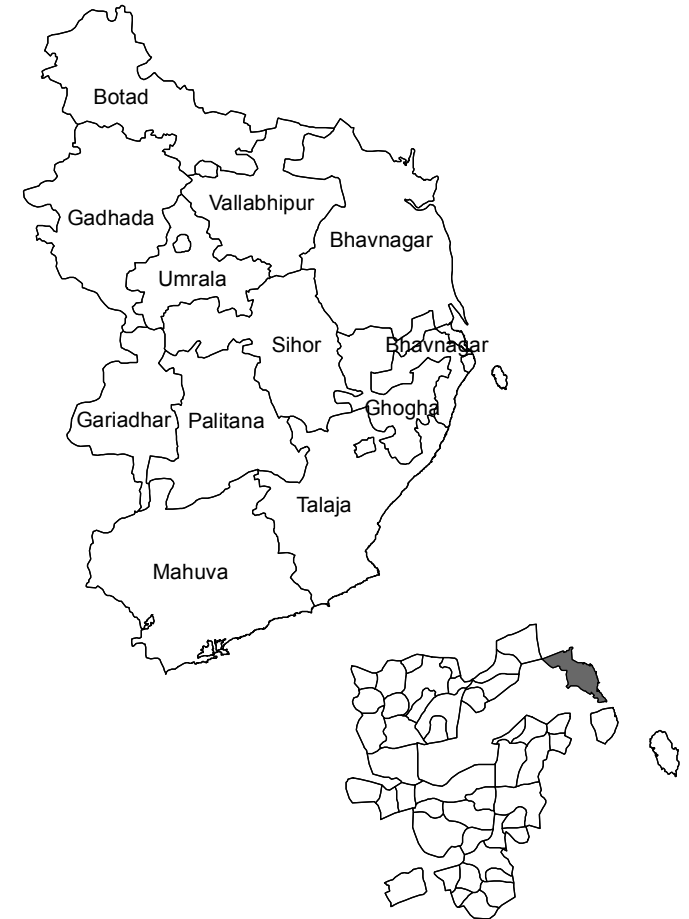 Botad
Vallabhipur
Gadhada
Bhavnagar
Umrala
Sihor
Bhavnagar
Ghogha
Gariadhar
Palitana
Talaja
Mahuva